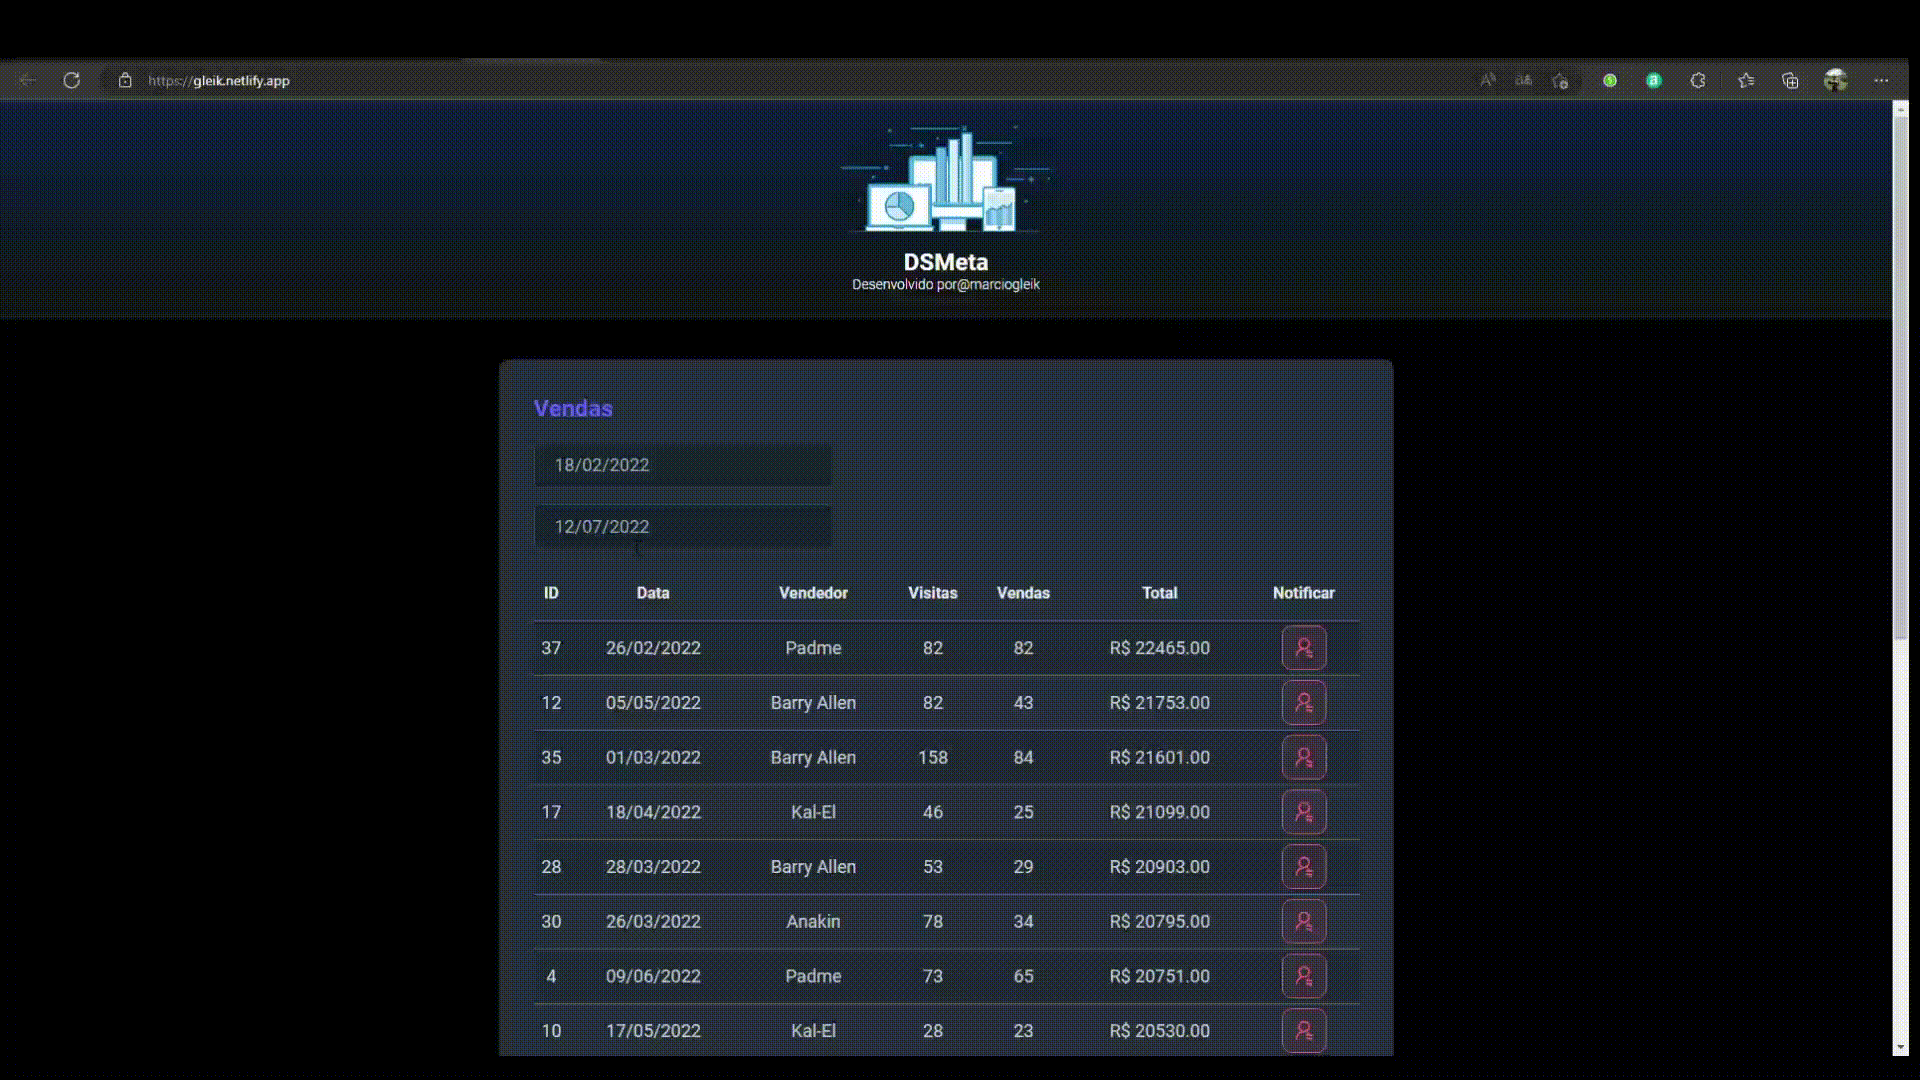 https://gleik.netlify.app
DSMeta
Desenvolvido por@marciogleik
Vendas
18/02/2022
12/07/2022
ID Data Vendedor Visitas Vendas Total Notificar
37 26/02/2022 Padme 82 82 R$ 22465.00
12 05/05/2022 Barry Allen 82 43 R$ 21753.00
35 01/03/2022 Barry Allen 158 84 R$ 21601.00
17 18/04/2022 Kal-El 46 25 R$ 21099.00
28 28/03/2022 Barry Allen 53 29 R$ 20903.00
30 26/03/2022 Anakin 78 34 R$ 20795.00
4 09/06/2022 Padme 73 65 R$ 20751.00
10 17/05/2022 Kal-El 28 23 R$ 20530.00